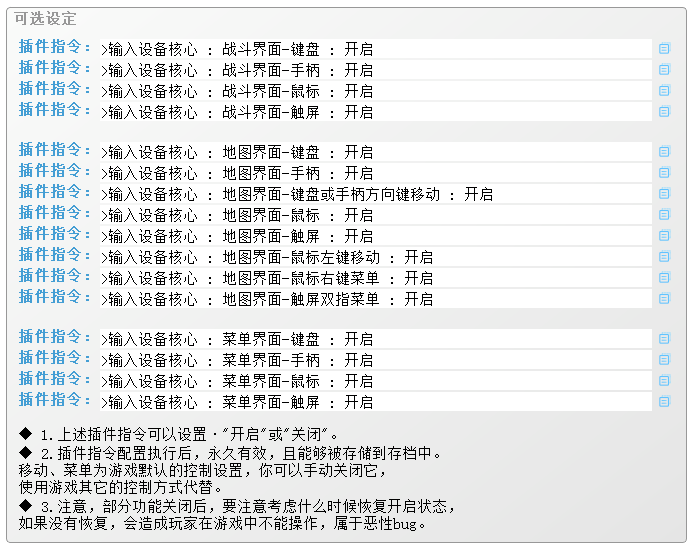 可选设定
插件指令：>输入设备核心 : 战斗界面-键盘 : 开启
插件指令：>输入设备核心 : 战斗界面-手柄 : 开启
插件指令：>输入设备核心 : 战斗界面-鼠标 : 开启
插件指令：>输入设备核心 : 战斗界面-触屏 : 开启
插件指令：>输入设备核心 : 地图界面-键盘 : 开启
插件指令：>输入设备核心 : 地图界面-手柄 : 开启
插件指令：>输入设备核心 : 地图界面-键盘或手柄方向键移动 : 开启
插件指令：>输入设备核心 : 地图界面-鼠标 : 开启
插件指令：>输入设备核心 : 地图界面-触屏 : 开启
插件指令：>输入设备核心 : 地图界面-鼠标左键移动 : 开启
插件指令：>输入设备核心 : 地图界面-鼠标右键菜单 : 开启
插件指令：>输入设备核心 : 地图界面-触屏双指菜单 : 开启
插件指令：>输入设备核心 : 菜单界面-键盘 : 开启
插件指令：>输入设备核心 : 菜单界面-手柄 : 开启
插件指令：>输入设备核心 : 菜单界面-鼠标 : 开启
插件指令：>输入设备核心 : 菜单界面-触屏 : 开启
◆ 1.上述插件指令可以设置·"开启"或"关闭"。
◆ 2.插件指令配置执行后，永久有效，且能够被存储到存档中。
移动、菜单为游戏默认的控制设置，你可以手动关闭它，
使用游戏其它的控制方式代替。
◆ 3.注意，部分功能关闭后，要注意考虑什么时候恢复开启状态，
如果没有恢复，会造成玩家在游戏中不能操作，属于恶性bug。